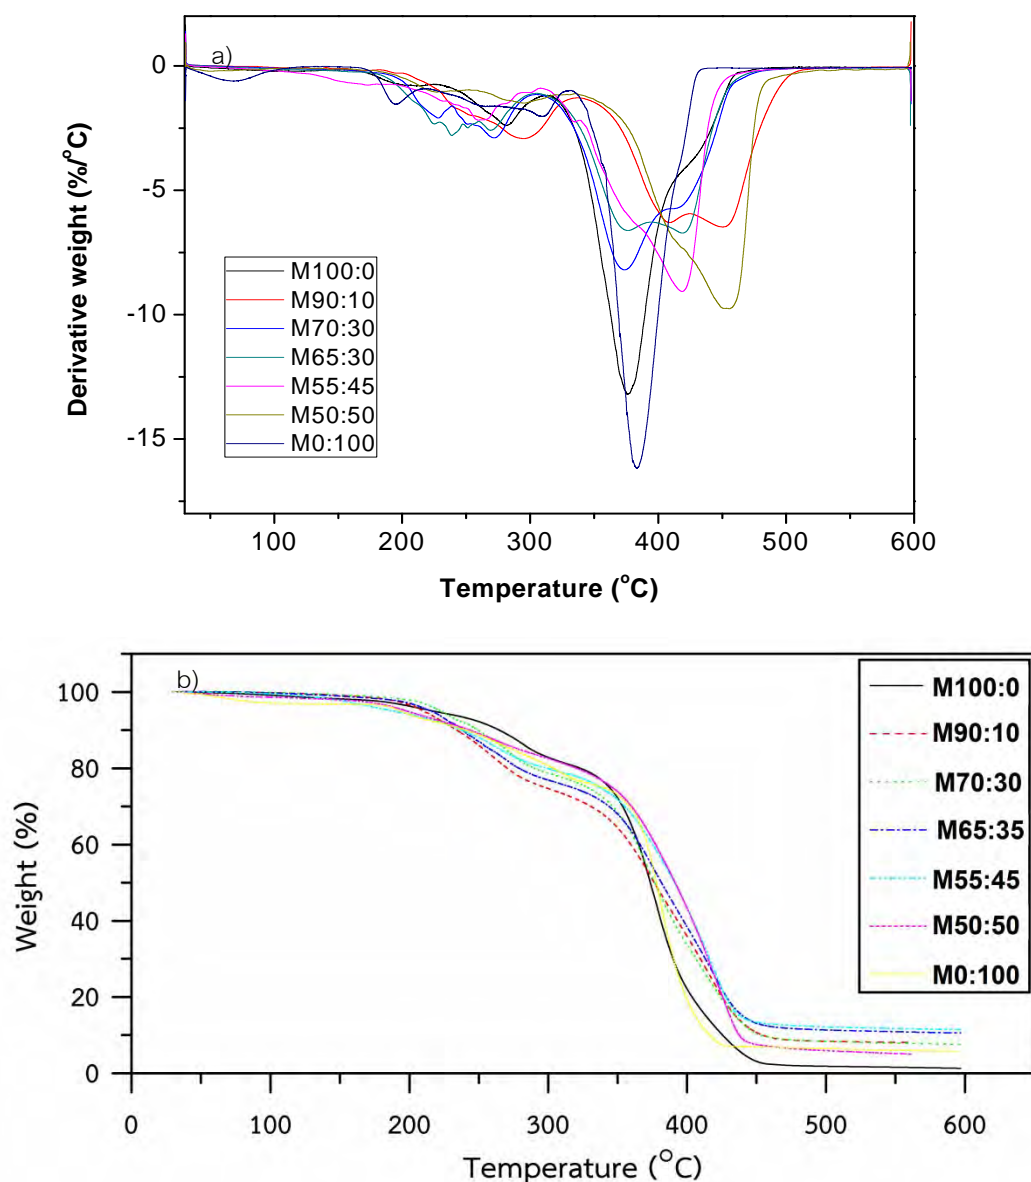 a)
0
-5
-10
-15
Derivative weight (%/°C)
M100:0
M90:10
M70:30
M65:30
M55:45
M50:50
M0:100
100 200 300 400 500 600
Temperature (°C)
b)
100
80
60
40
20
0
Weight (%)
M100:0
M90:10
M70:30
M65:35
M55:45
M50:50
M0:100
0 100 200 300 400 500 600
Temperature (°C)